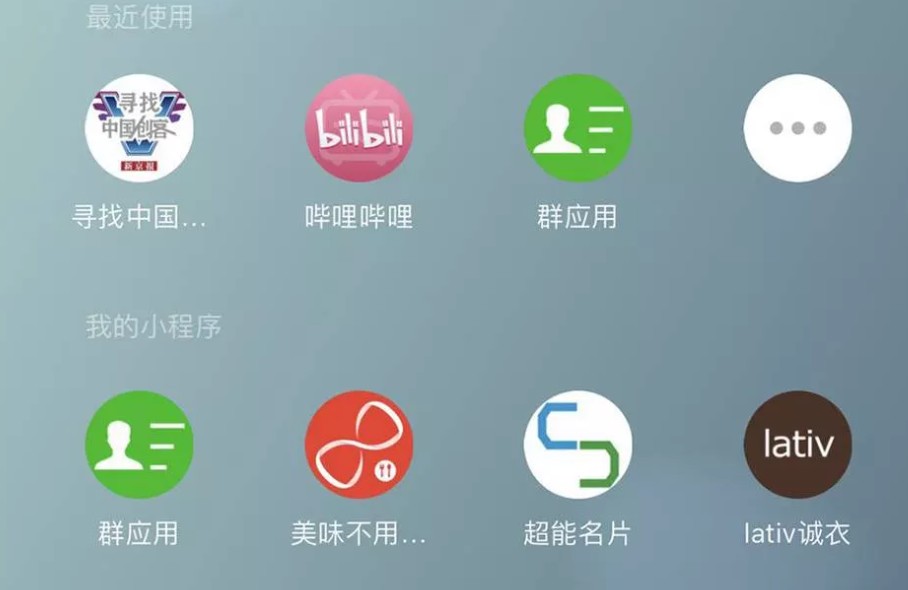 最近使用
寻找
中国创客
新京报
bilibili
寻找中国...
哔哩哔哩
群应用
我的小程序
lativ
群应用
美味不用...
超能名片
lativ诚衣